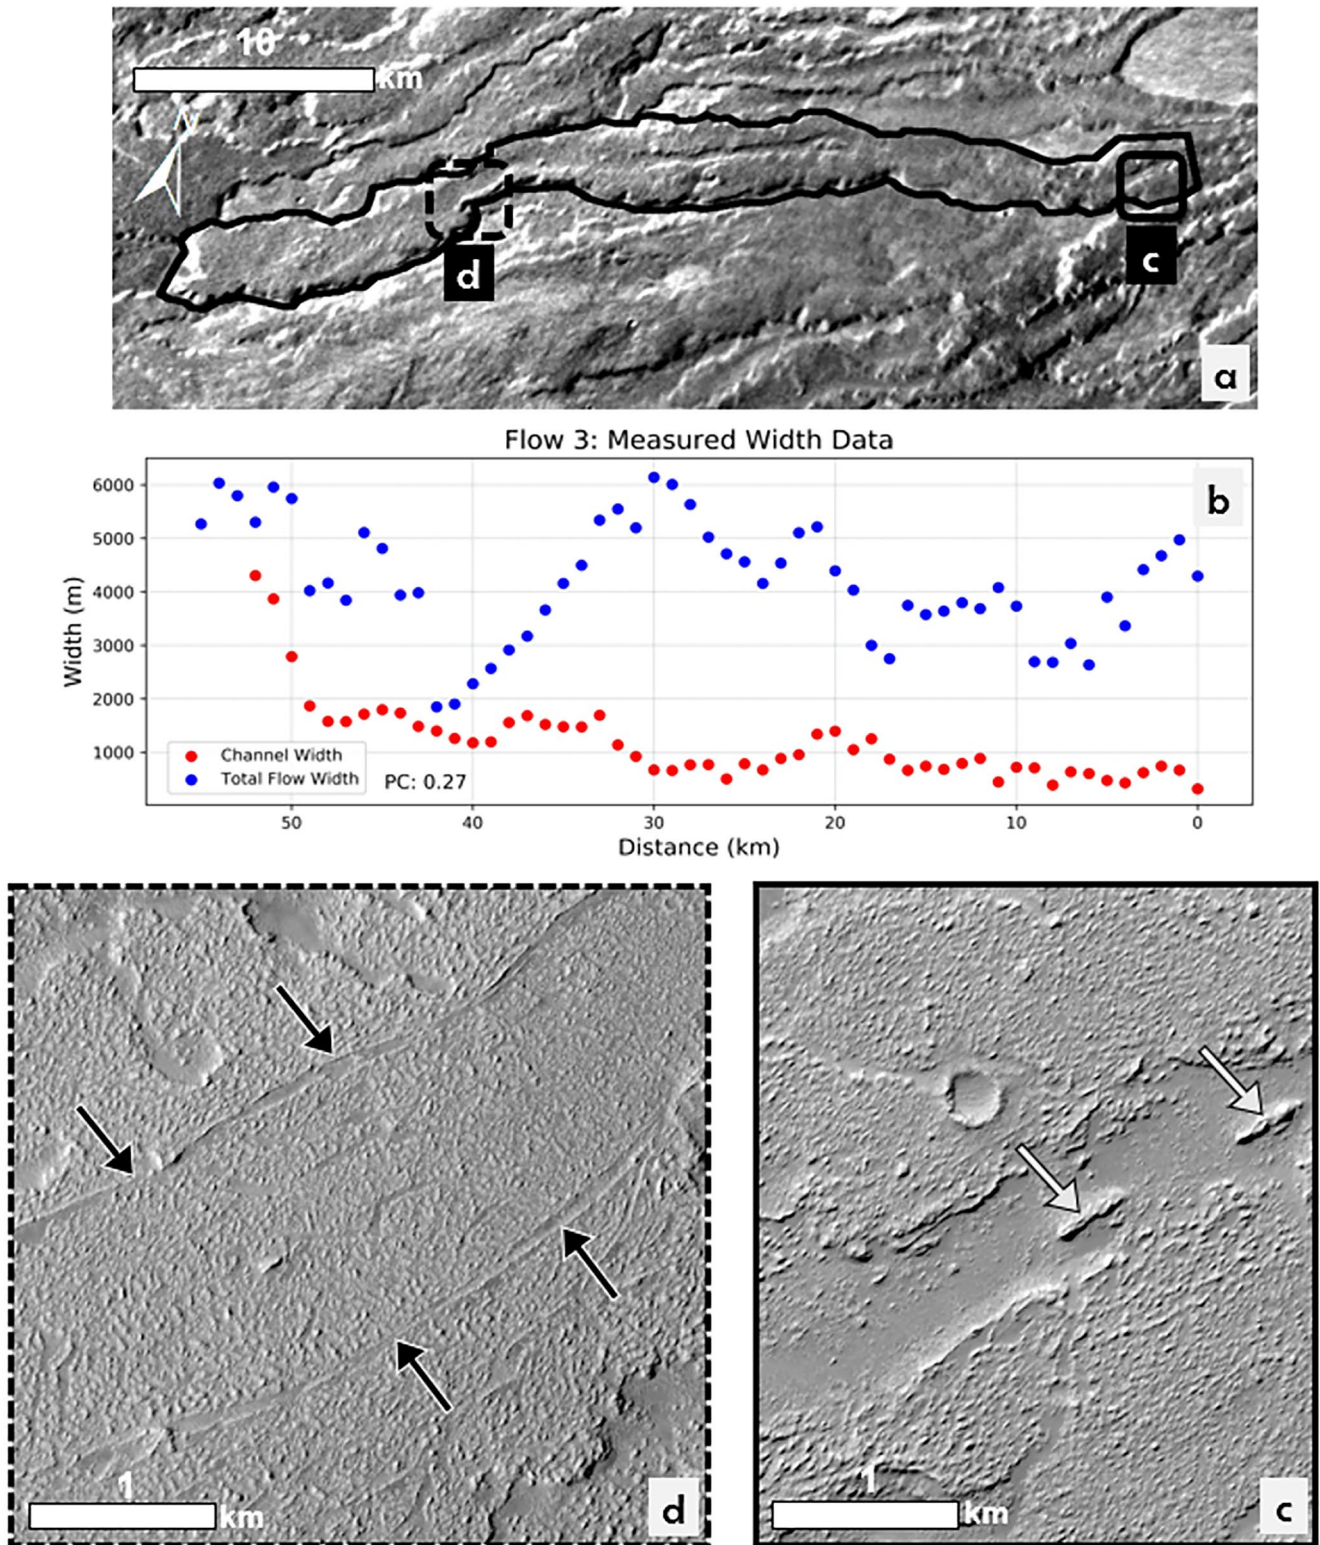 10
km
N
d
c
a
Flow 3: Measured Width Data
b
6000
5000
4000
3000
2000
1000
Width (m)
Channel Width
Total Flow Width
PC: 0.27
50 40 30 20 10 0
Distance (km)
1
km
d
1
km
c